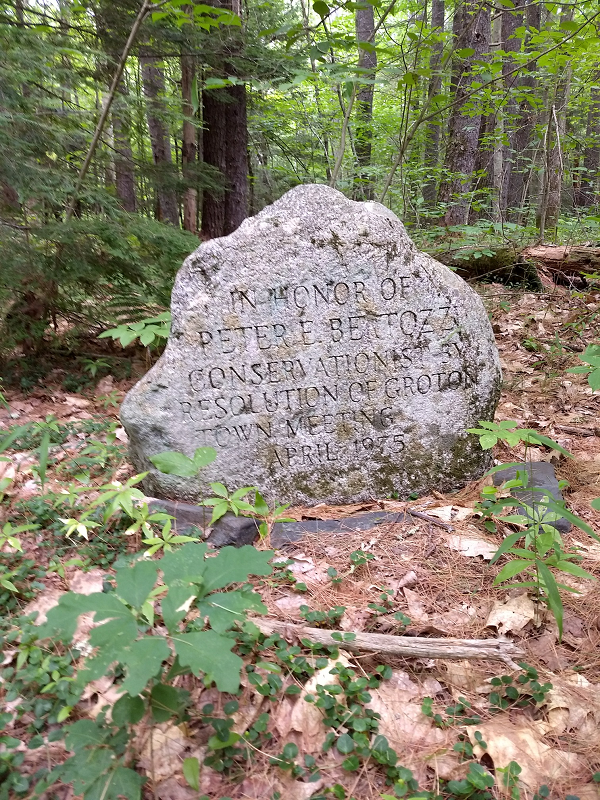 IN HONOR OF
PETER E. BERTOZZI
CONSERVATIONIST BY
RESOLUTION OF GROTON
TOWN MEETING
APRIL 1975